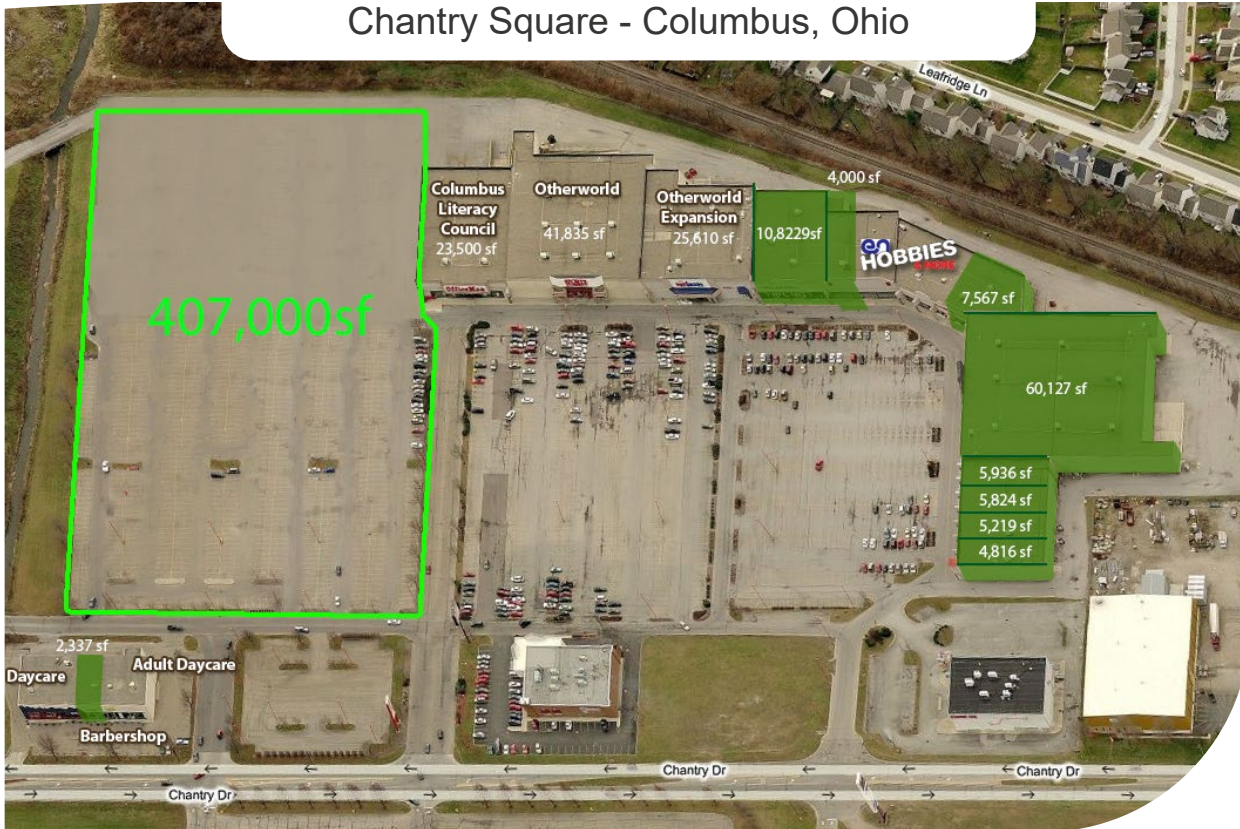 Chantry Square - Columbus, Ohio
Leafridge Ln
4,000 sf
Columbus
Literacy
Council
23,500 sf
Otherworld
41,835 sf
Otherworld
Expansion
25,610 sf
10,8229sf
HOBBIES
OfficeMax
7,567 sf
407,000sf
60,127 sf
5,936 sf
5,824 sf
5,219 sf
4,816 sf
2,337 sf
Daycare
Adult Daycare
Barbershop
Chantry Dr
Chantry Dr
Chantry Dr